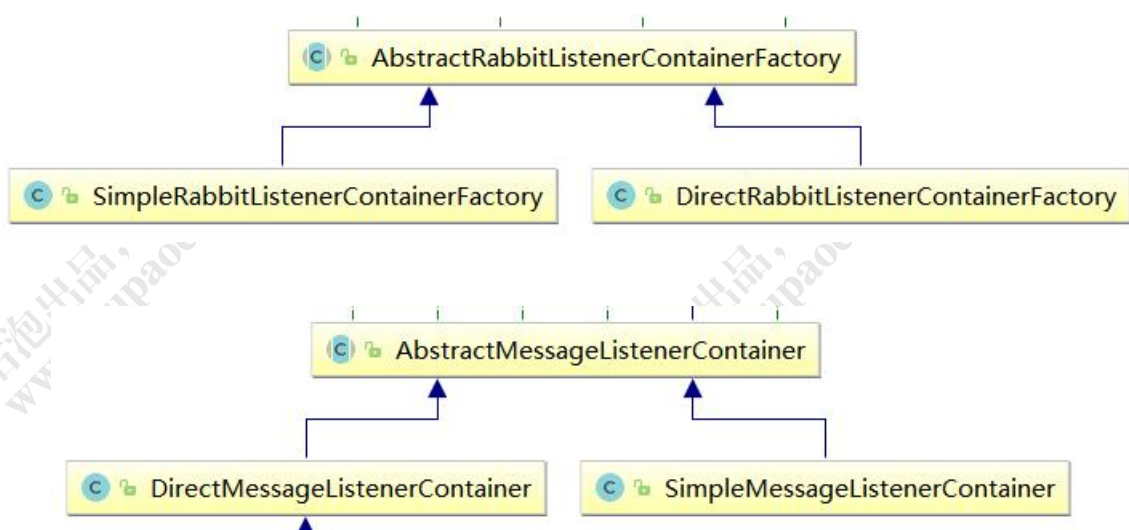 AbstractRabbitListenerContainerFactory
SimpleRabbitListenerContainerFactory
DirectRabbitListenerContainerFactory
AbstractMessageListenerContainer
DirectMessageListenerContainer
SimpleMessageListenerContainer